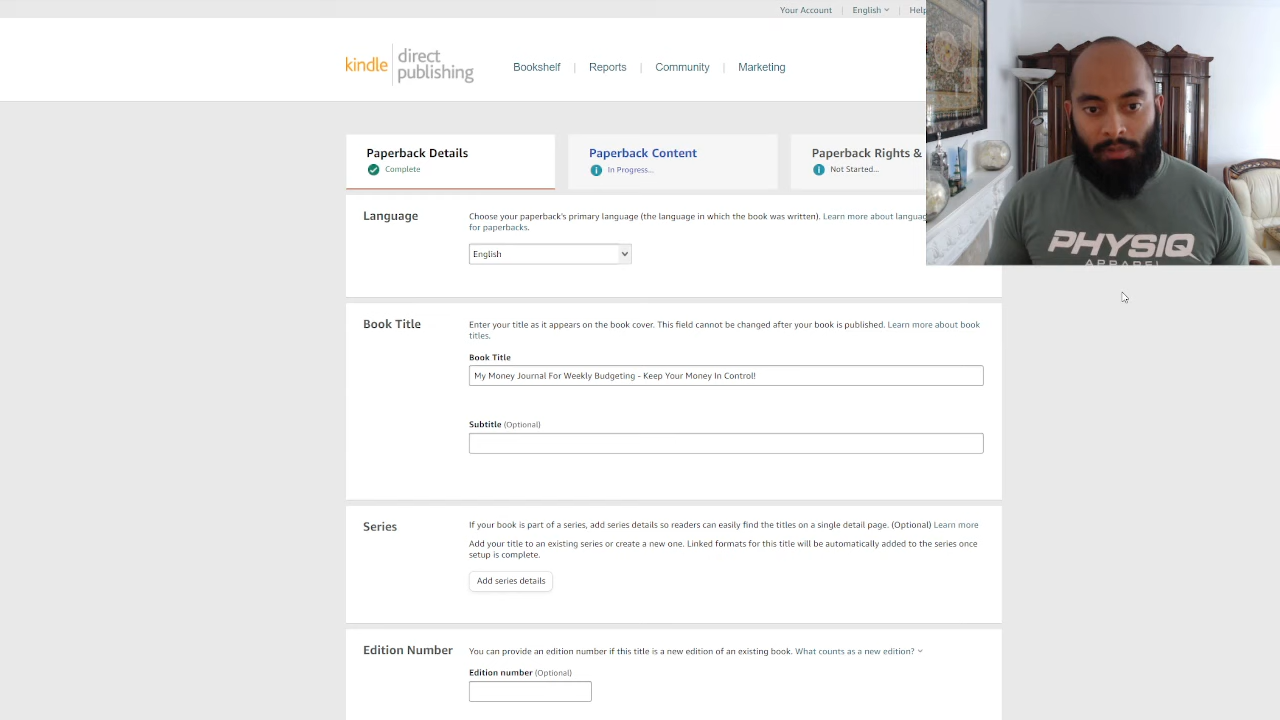 Your Account | English | Help
kindle direct publishing
Bookshelf | Reports | Community | Marketing
Paperback Details
Complete
Paperback Content
In Progress...
Paperback Rights &
Not Started...
PHYSIQ
APPAREL
Language
Choose your paperback's primary language (the language in which the book was written). Learn more about
for paperbacks.
English
Book Title
Enter your title as it appears on the book cover. This field cannot be changed after your book is published. Learn more about book
titles.
Book Title
My Money Journal For Weekly Budgeting - Keep Your Money In Control!
Subtitle (Optional)
Series
If your book is part of a series, add series details so readers can easily find the titles on a single detail page. (Optional) Learn more
Add your title to an existing series or create a new one. Linked formats for this title will be automatically added to the series once
setup is complete.
Add series details
Edition Number
You can provide an edition number if this title is a new edition of an existing book. What counts as a new edition?
Edition number (Optional)